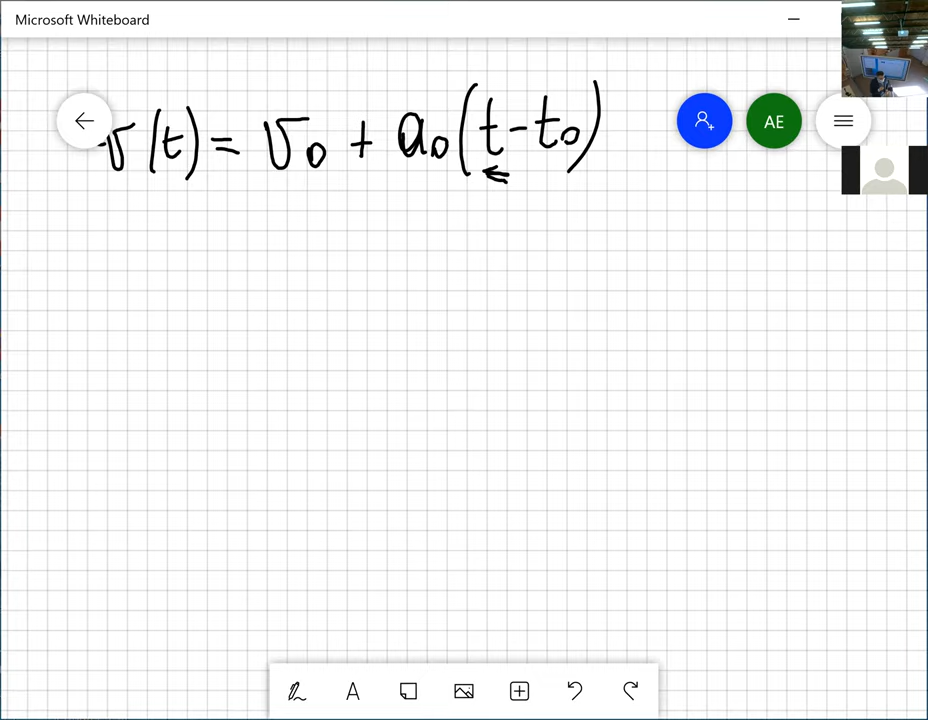 Microsoft Whiteboard
v(t) = v₀ + a₀(t - t₀)
AE
A